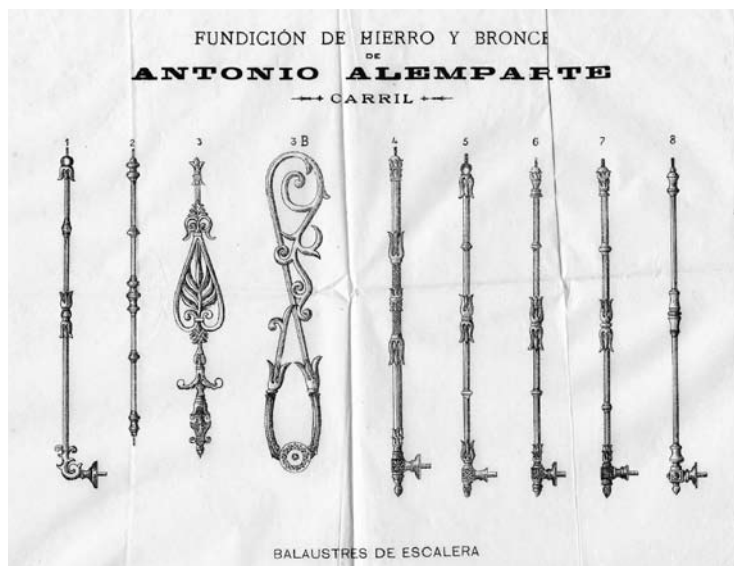 FUNDICIÓN DE HIERRO Y BRONCE
DE
ANTONIO ALEMPARTE
CARRIL
1 2 3 3B 4 5 6 7 8
BALAUSTRES DE ESCALERA